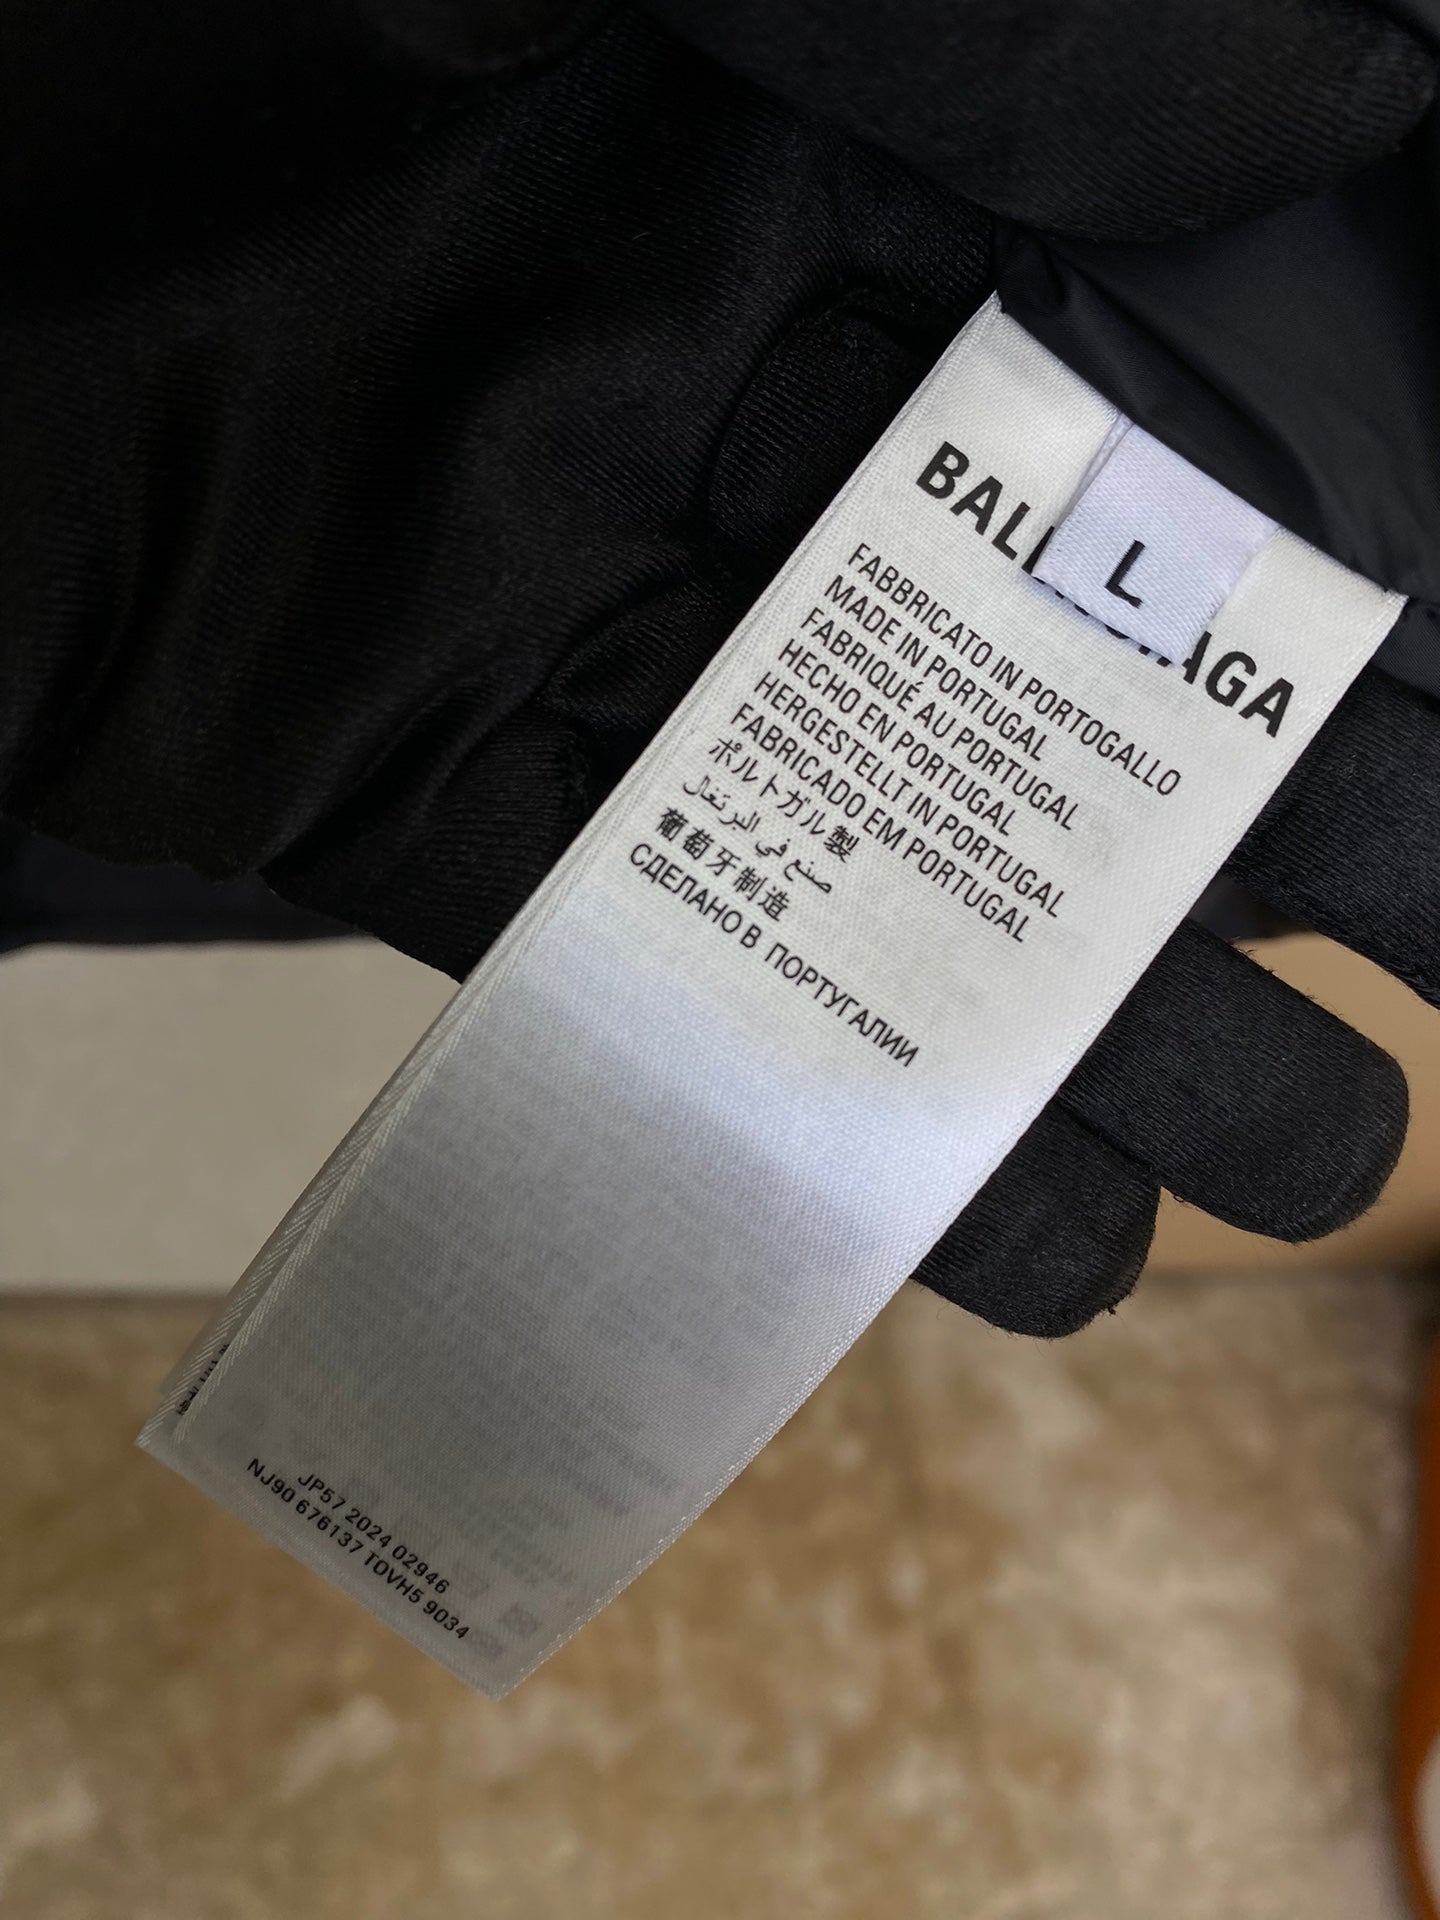 BAL AGA
L
FABBRICATO IN PORTOGALLO
MADE IN PORTUGAL
FABRIQUÉ AU PORTUGAL
HECHO EN PORTUGAL
HERGESTELLT IN PORTUGAL
FABRICADO EM PORTUGAL
ポルトガル製
صنع في البرتغال
葡萄牙制造
СДЕЛАНО В ПОРТУГАЛИИ
JP57 2024 02946
NJ90 676137 TOVH5 9034